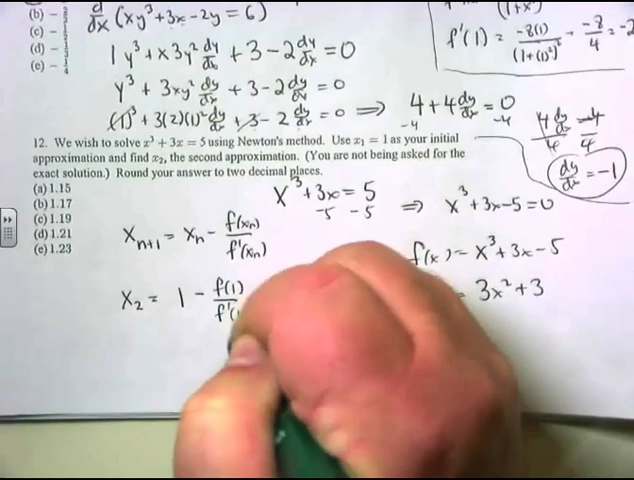 (b) -
(c) -
(d) -
(e) -
d/dx (xy³+3x-2y=6)
1y³ + x3y² dy/dx + 3 - 2 dy/dx = 0
y³ + 3xy² dy/dx + 3 - 2 dy/dx = 0
(1)³ + 3(2)(1)² dy/dx + 3 - 2 dy/dx = 0 ⇒ 4 + 4 dy/dx = 0
-4 -4
(1+x²)
f'(1) = -8(1)/(1+(1)²)² = -8/4 = -2
4 dy/dx / 4 = -4/4
dy/dx = -1
12. We wish to solve x³ + 3x = 5 using Newton's method. Use x₁ = 1 as your initial
approximation and find x₂, the second approximation. (You are not being asked for the
exact solution.) Round your answer to two decimal places.
(a) 1.15
(b) 1.17
(c) 1.19
(d) 1.21
(e) 1.23
x³ + 3x = 5
-5 -5
⇒ x³ + 3x - 5 = 0
xₙ₊₁ = xₙ - f(xₙ)/f'(xₙ)
f(x) = x³ + 3x - 5
x₂ = 1 - f(1)/f'(1
= 3x² + 3